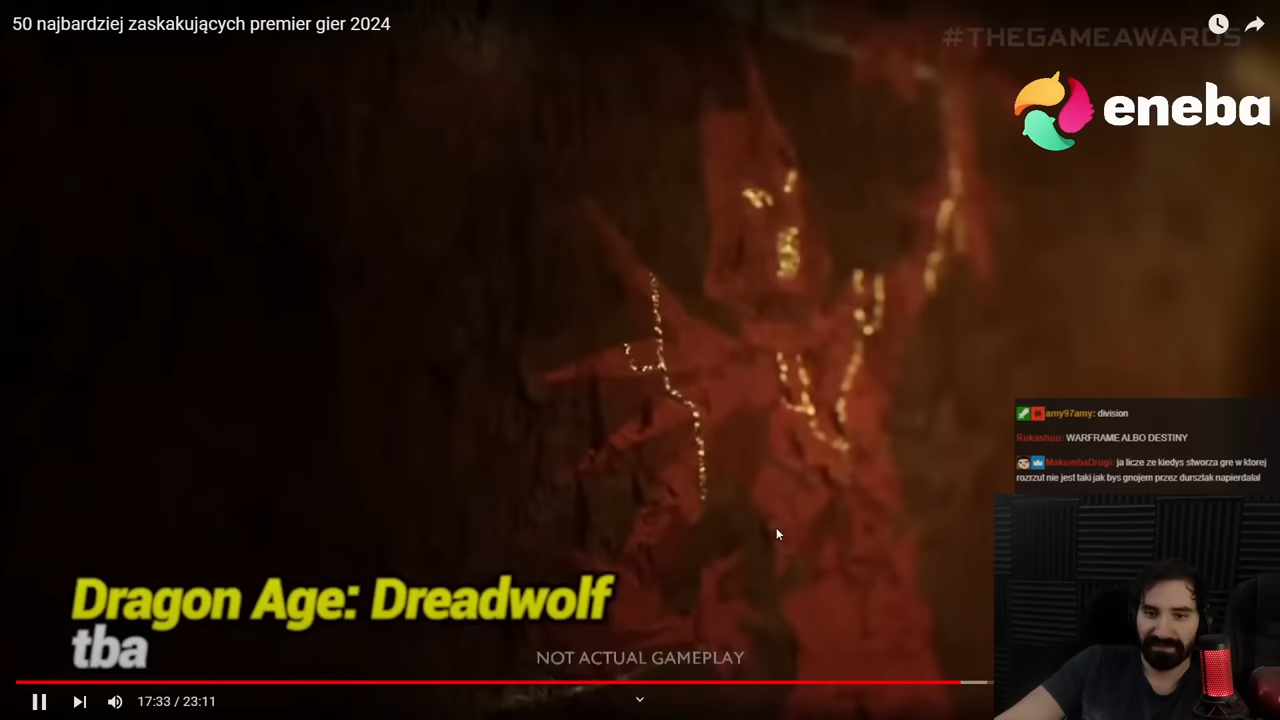 50 najbardziej zaskakujących premier gier 2024
#THEGAMEAWARDS
eneba
amy97amy: division
Rukashuu: WARFRAME ALBO DESTINY
MakumbaDrugi: ja licze ze kiedys stworza gre w ktorej
rozrzut nie jest taki jak bys gnojem przez durszlak napierdalał
Dragon Age: Dreadwolf
tba
NOT ACTUAL GAMEPLAY
17:33 / 23:11